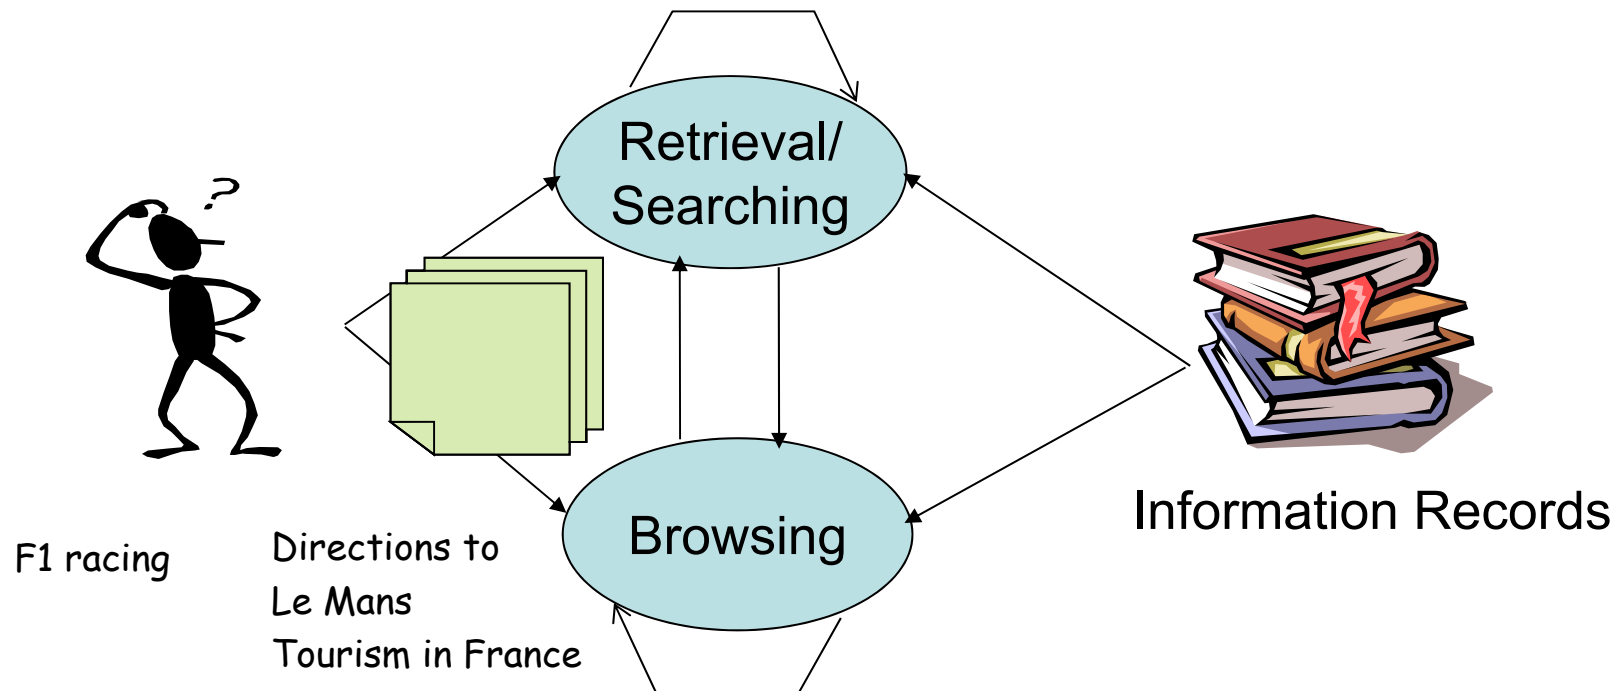 ?
Retrieval/
Searching
Browsing
Information Records
F1 racing
Directions to
Le Mans
Tourism in France